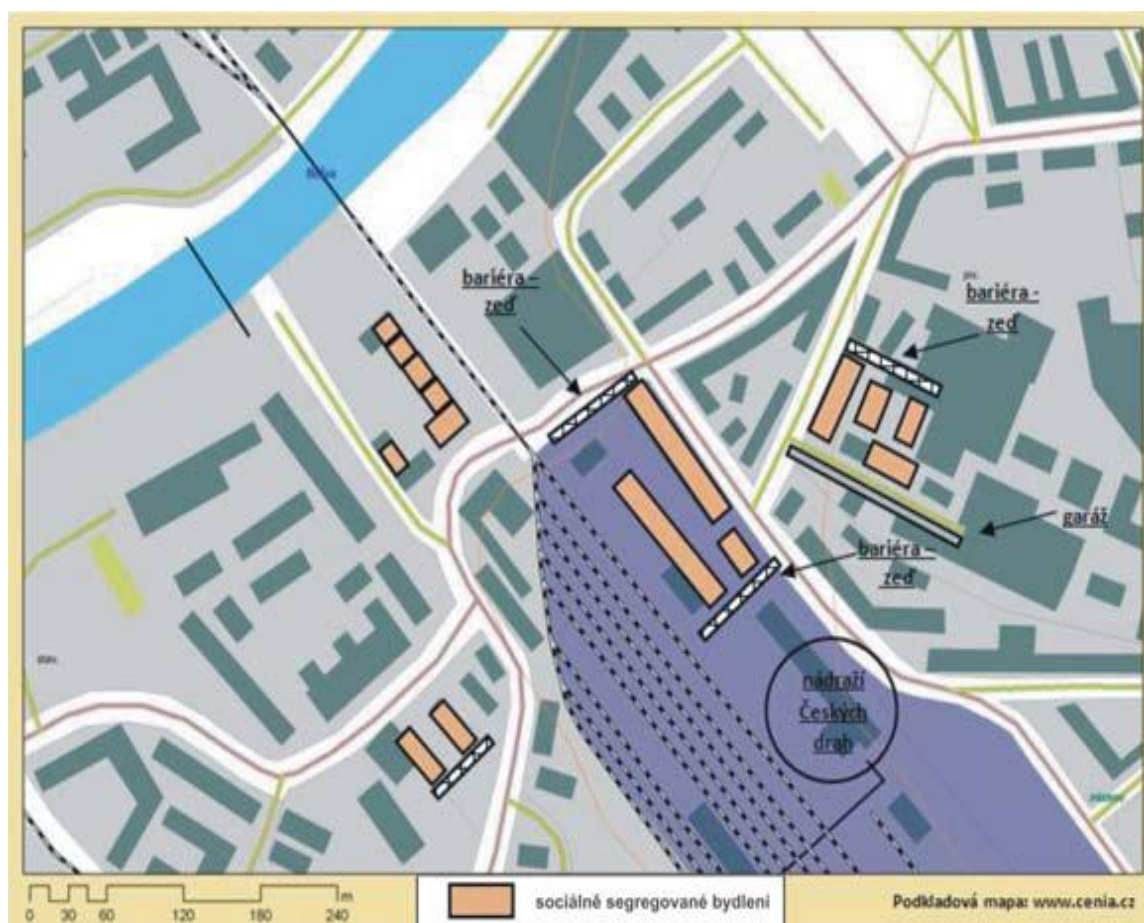 bariéra –
zeď
psv.
bariéra -
zeď
garáž
bariéra –
zeď
nádraží
Českých
drah
0 30 60 120 180 240 m
sociálně segregované bydlení
Podkladová mapa: www.cenia.cz